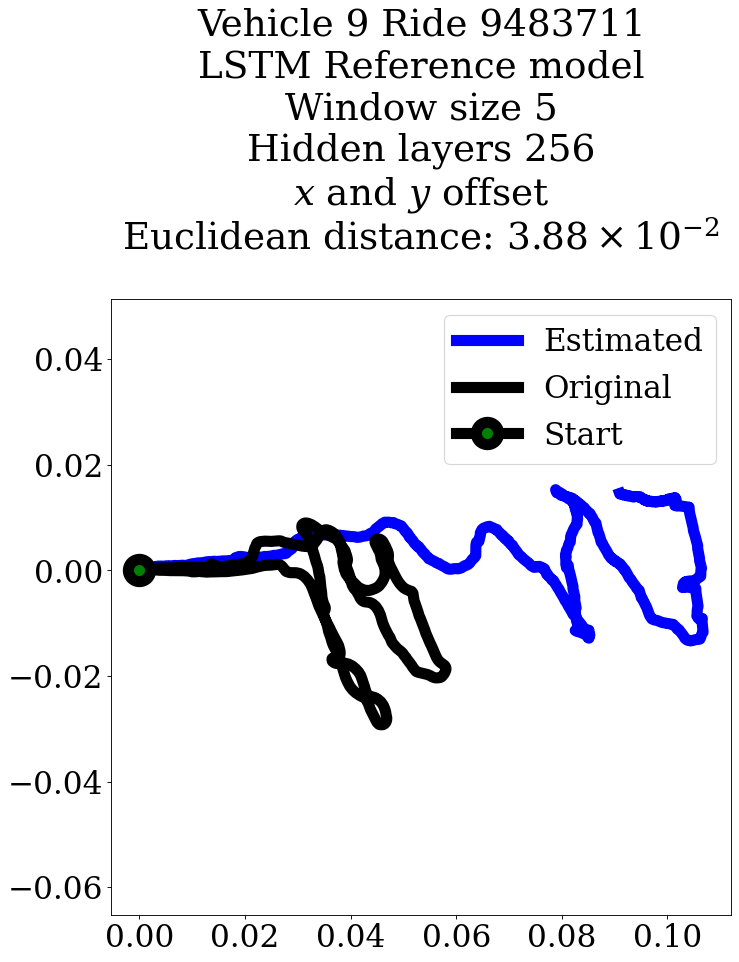 Vehicle 9 Ride 9483711
LSTM Reference model
Window size 5
Hidden layers 256
x and y offset
Euclidean distance: 3.88 × 10⁻²
Estimated
Original
Start
0.04
0.02
0.00
−0.02
−0.04
−0.06
0.00 0.02 0.04 0.06 0.08 0.10